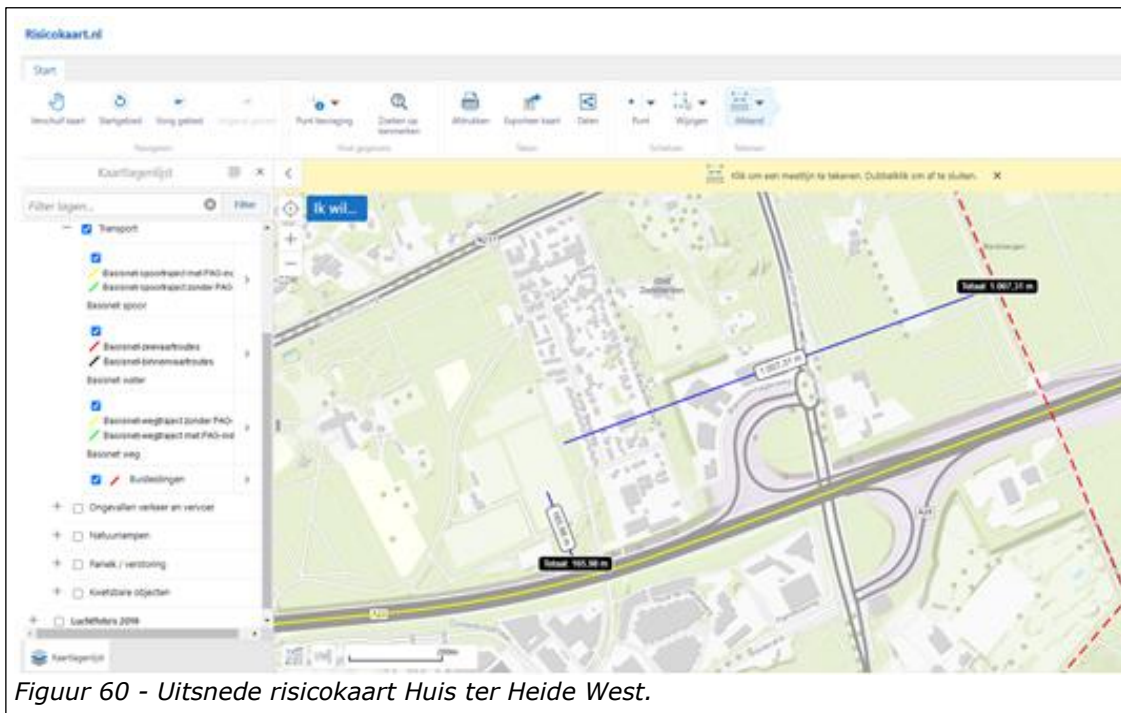 Risicokaart.nl
Start
Verschuif kaart
Startgebied
Vorig gebied
Punt bevraging
Zoeken op kenmerken
Afdrukken
Exporteer kaart
Delen
Punt
Wijzigen
Afstand
Navigeren
Kaartlagenlijst
Klik om een meetlijn te tekenen. Dubbelklik om af te sluiten.
Filter lagen...
Filter
Ik wil...
Transport
Basisnet-spoortraject met PAG-
Basisnet-spoortraject zonder PAG-
Basisnet spoor
Basisnet-zeevaartroutes
Basisnet-binnenvaartroutes
Basisnet water
Basisnet-wegtraject zonder PAG-
Basisnet-wegtraject met PAG-
Basisnet weg
Buisleidingen
Ongevallen verkeer en vervoer
Natuurrampen
Paniek / verstoring
Kwetsbare objecten
Kaartlagenlijst
N237
Totaal 1 007,31 m
1 007,31 m
165,98 m
Totaal 165,98 m
A28
200m
Figuur 60 - Uitsnede risicokaart Huis ter Heide West.